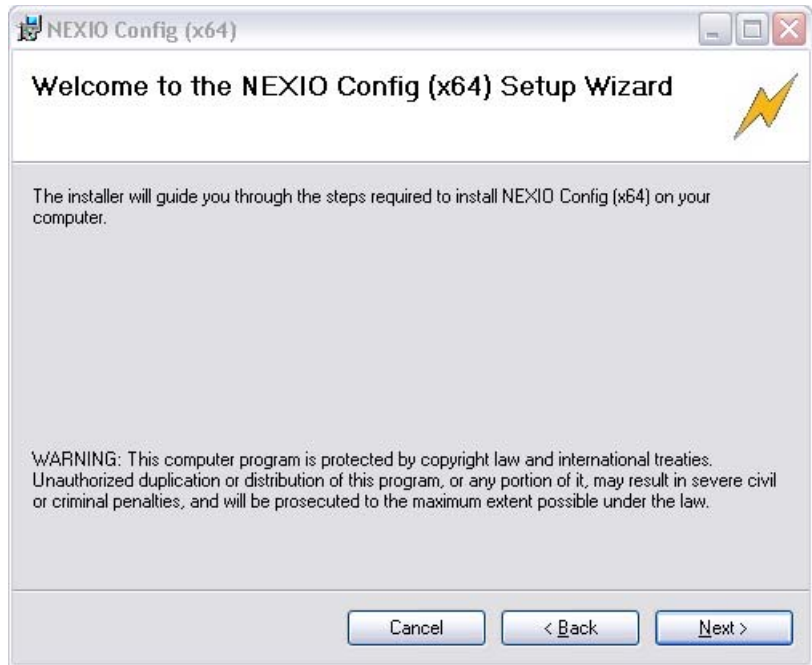 NEXIO Config (x64)
Welcome to the NEXIO Config (x64) Setup Wizard
The installer will guide you through the steps required to install NEXIO Config (x64) on your
computer.
WARNING: This computer program is protected by copyright law and international treaties.
Unauthorized duplication or distribution of this program, or any portion of it, may result in severe civil
or criminal penalties, and will be prosecuted to the maximum extent possible under the law.
Cancel < Back Next >